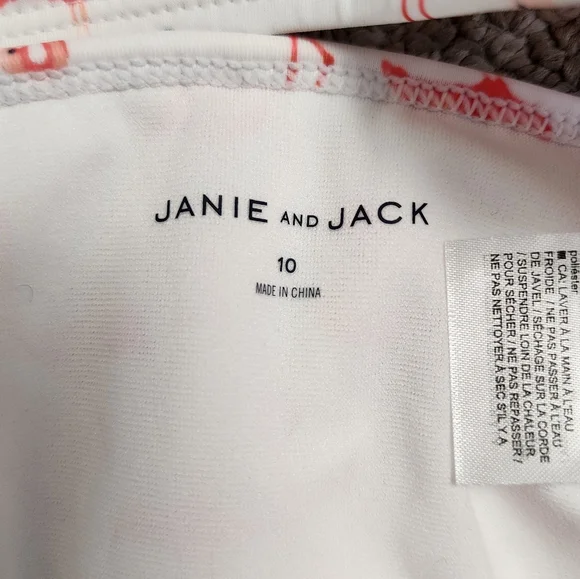 JANIE AND JACK
10
MADE IN CHINA
poliéster
■ CA: LAVER À LA MAIN À L'EAU
FROIDE / NE PAS PASSER À L'EAU
DE JAVEL / SÉCHAGE SUR LA CORDE
/ SUSPENDRE LOIN DE LA CHALEUR
POUR SÉCHER / NE PAS REPASSER /
NE PAS NETTOYER À SEC S'IL Y A